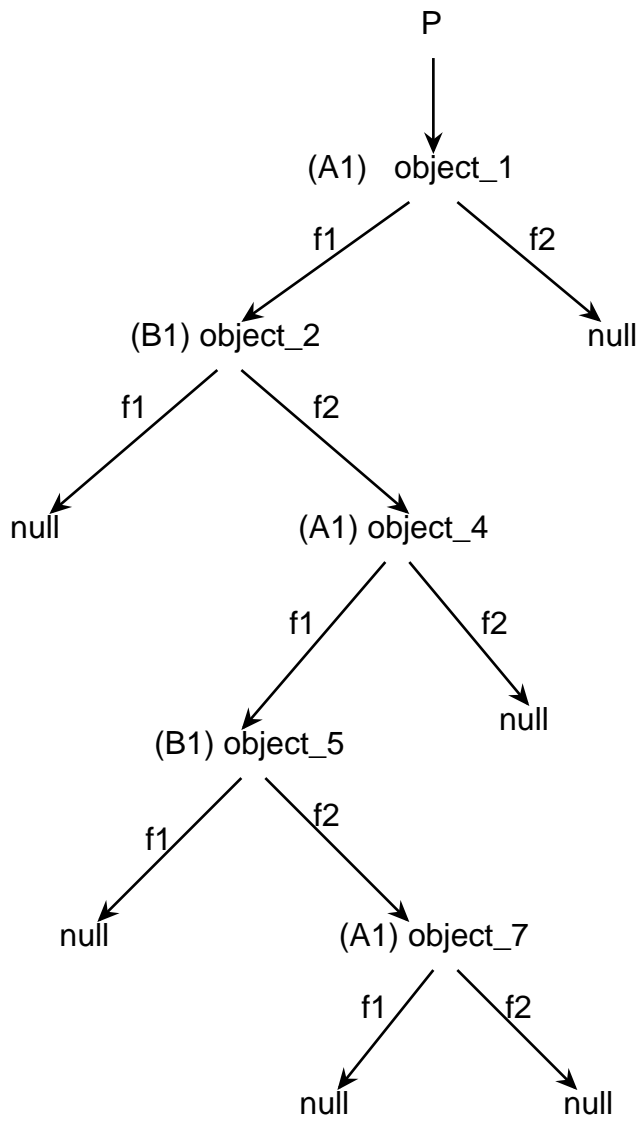 P
(A1) object_1
f1 f2
(B1) object_2 null
f1 f2
null (A1) object_4
f1 f2
null
(B1) object_5
f1 f2
null (A1) object_7
f1 f2
null null